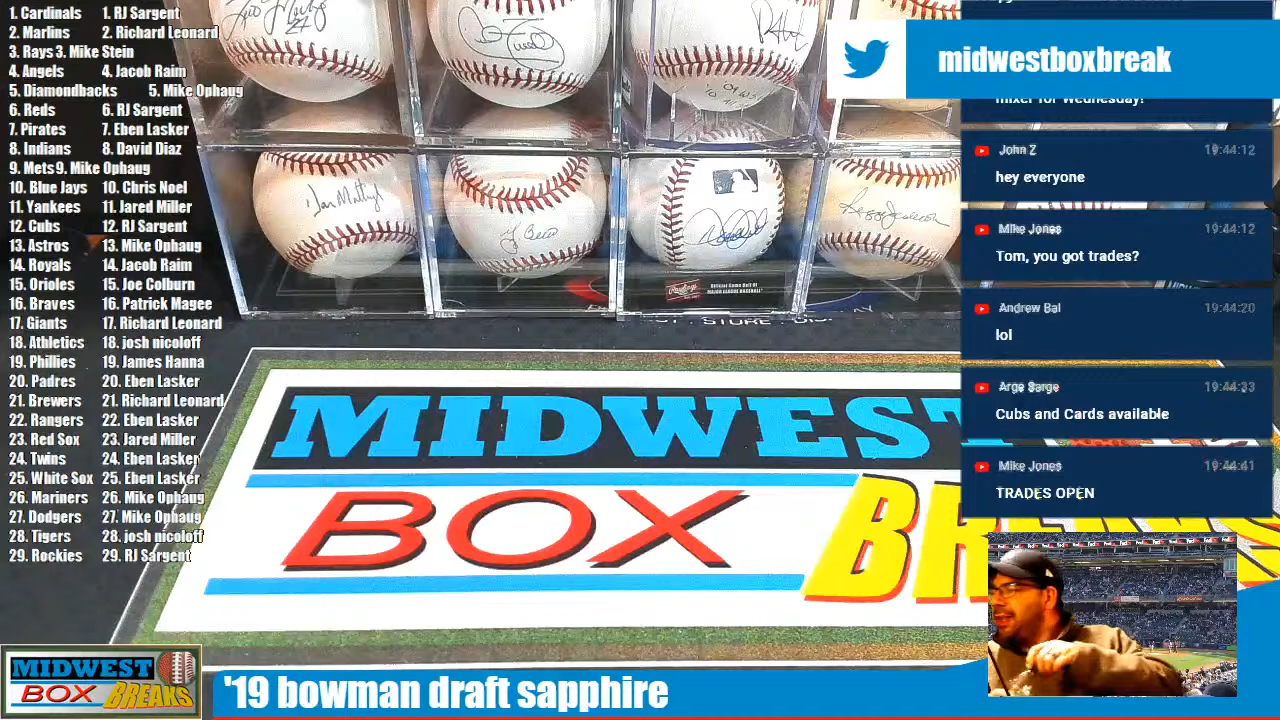 1. Cardinals 1. RJ Sargent
2. Marlins 2. Richard Leonard
3. Rays 3. Mike Stein
4. Angels 4. Jacob Raim
5. Diamondbacks 5. Mike Ophaug
6. Reds 6. RJ Sargent
7. Pirates 7. Eben Lasker
8. Indians 8. David Diaz
9. Mets 9. Mike Ophaug
10. Blue Jays 10. Chris Noel
11. Yankees 11. Jared Miller
12. Cubs 12. RJ Sargent
13. Astros 13. Mike Ophaug
14. Royals 14. Jacob Raim
15. Orioles 15. Joe Colburn
16. Braves 16. Patrick Magee
17. Giants 17. Richard Leonard
18. Athletics 18. josh nicoloff
19. Phillies 19. James Hanna
20. Padres 20. Eben Lasker
21. Brewers 21. Richard Leonard
22. Rangers 22. Eben Lasker
23. Red Sox 23. Jared Miller
24. Twins 24. Eben Lasker
25. White Sox 25. Eben Lasker
26. Mariners 26. Mike Ophaug
27. Dodgers 27. Mike Ophaug
28. Tigers 28. josh nicoloff
29. Rockies 29. RJ Sargent
midwestboxbreak
mixer for Wednesday!
John Z 19:44:12
hey everyone
Mike Jones 19:44:12
Tom, you got trades?
Andrew Bal 19:44:20
lol
Arge Sarge 19:44:33
Cubs and Cards available
Mike Jones 19:44:41
TRADES OPEN
Rawlings
Official Game Ball Of
MAJOR LEAGUE BASEBALL
STORE
MIDWEST
BOX
MIDWEST
BOX BREAKS
'19 bowman draft sapphire